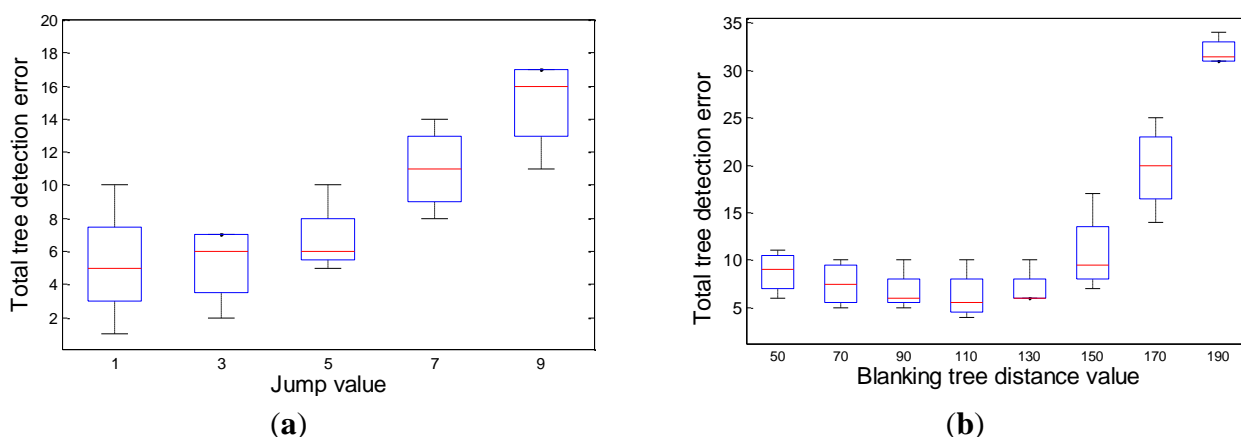 20
18
16
14
12
10
8
6
4
2
Total tree detection error
1 3 5 7 9
Jump value
(a)
35
30
25
20
15
10
5
Total tree detection error
50 70 90 110 130 150 170 190
Blanking tree distance value
(b)